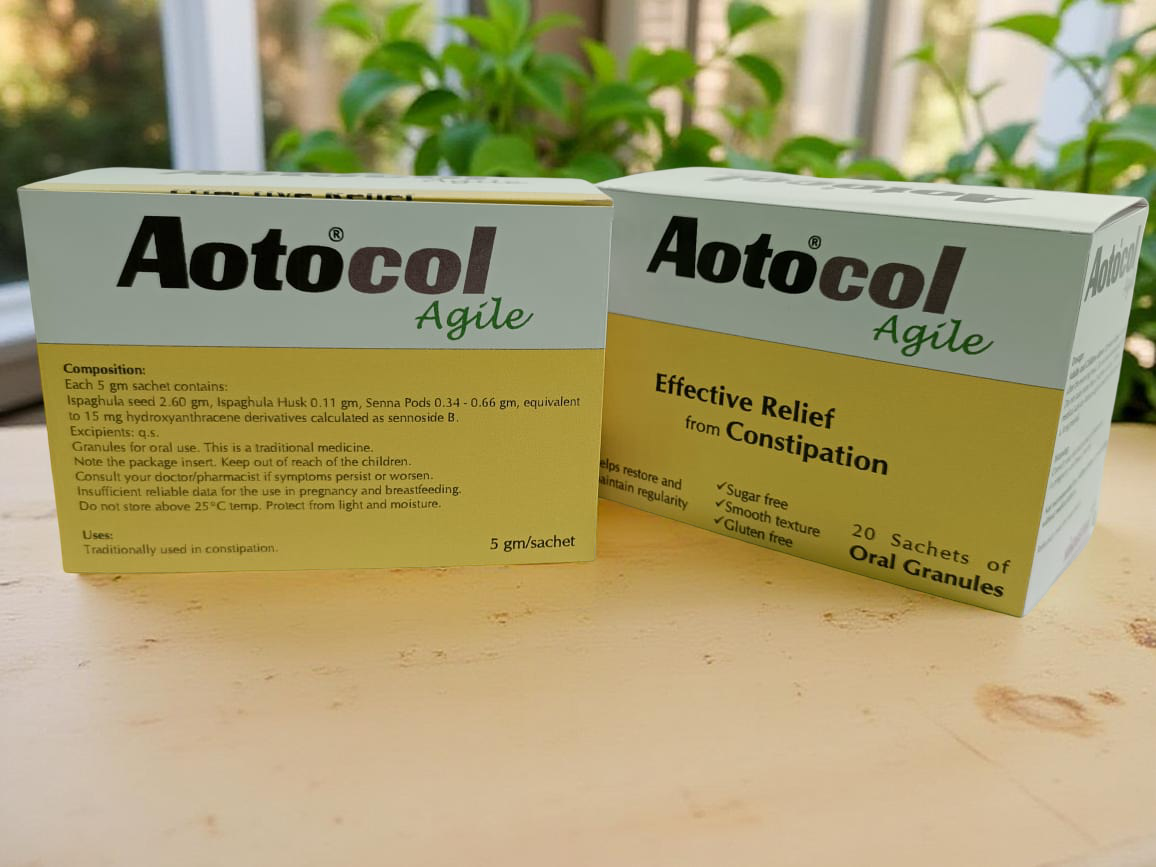 Aotocol®
Agile
Composition:
Each 5 gm sachet contains:
Ispaghula seed 2.60 gm, Ispaghula Husk 0.11 gm, Senna Pods 0.34 - 0.66 gm, equivalent
to 15 mg hydroxyanthracene derivatives calculated as sennoside B.
Excipients: q.s.
Granules for oral use. This is a traditional medicine.
Note the package insert. Keep out of reach of the children.
Consult your doctor/pharmacist if symptoms persist or worsen.
Insufficient reliable data for the use in pregnancy and breastfeeding.
Do not store above 25°C temp. Protect from light and moisture.
Uses:
Traditionally used in constipation.
5 gm/sachet
Aotocol
Aotocol®
Agile
Effective Relief
from Constipation
elps restore and
aintain regularity
✓Sugar free
✓Smooth texture
✓Gluten free
20 Sachets of
Oral Granules
Aotocol